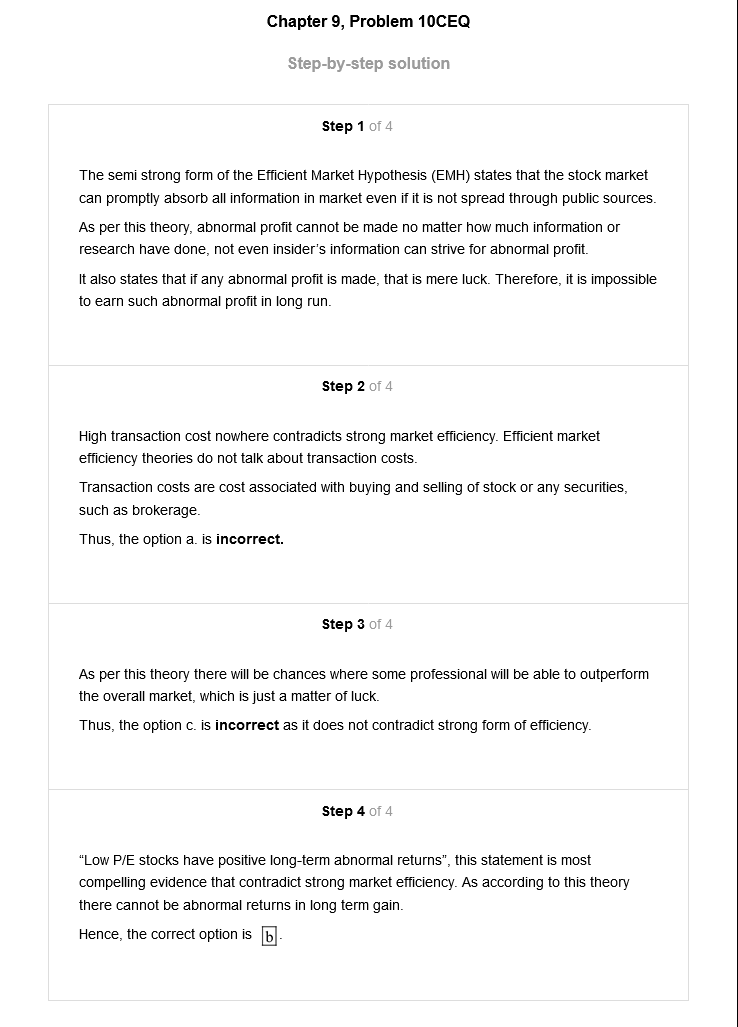 Chapter 9, Problem 10CEQ
Step-by-step solution
Step 1 of 4
The semi strong form of the Efficient Market Hypothesis (EMH) states that the stock market
can promptly absorb all information in market even if it is not spread through public sources.
As per this theory, abnormal profit cannot be made no matter how much information or
research have done, not even insider's information can strive for abnormal profit.
It also states that if any abnormal profit is made, that is mere luck. Therefore, it is impossible
to earn such abnormal profit in long run.
Step 2 of 4
High transaction cost nowhere contradicts strong market efficiency. Efficient market
efficiency theories do not talk about transaction costs.
Transaction costs are cost associated with buying and selling of stock or any securities,
such as brokerage.
Thus, the option a. is incorrect.
Step 3 of 4
As per this theory there will be chances where some professional will be able to outperform
the overall market, which is just a matter of luck.
Thus, the option c. is incorrect as it does not contradict strong form of efficiency.
Step 4 of 4
“Low P/E stocks have positive long-term abnormal returns”, this statement is most
compelling evidence that contradict strong market efficiency. As according to this theory
there cannot be abnormal returns in long term gain.
Hence, the correct option is b.